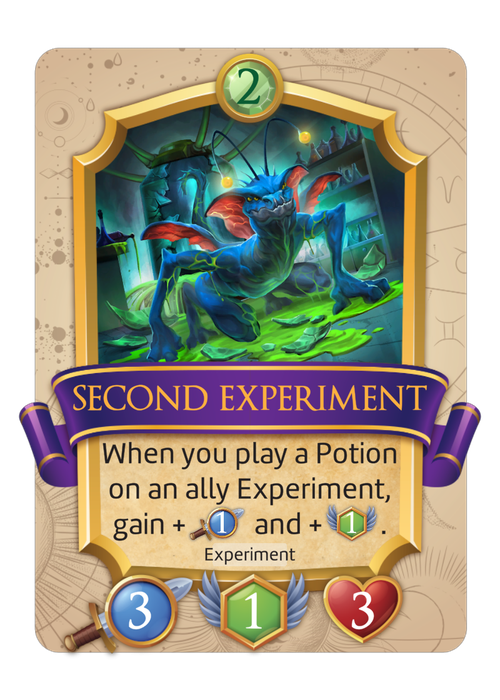 2
SECOND EXPERIMENT
When you play a Potion
on an ally Experiment,
gain + 1 and + 1 .
Experiment
3 1 3